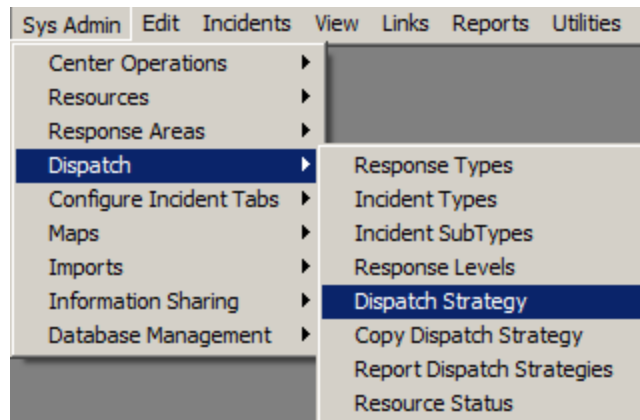 Sys Admin Edit Incidents View Links Reports Utilities
Center Operations
Resources
Response Areas
Dispatch
Configure Incident Tabs
Maps
Imports
Information Sharing
Database Management
Response Types
Incident Types
Incident SubTypes
Response Levels
Dispatch Strategy
Copy Dispatch Strategy
Report Dispatch Strategies
Resource Status